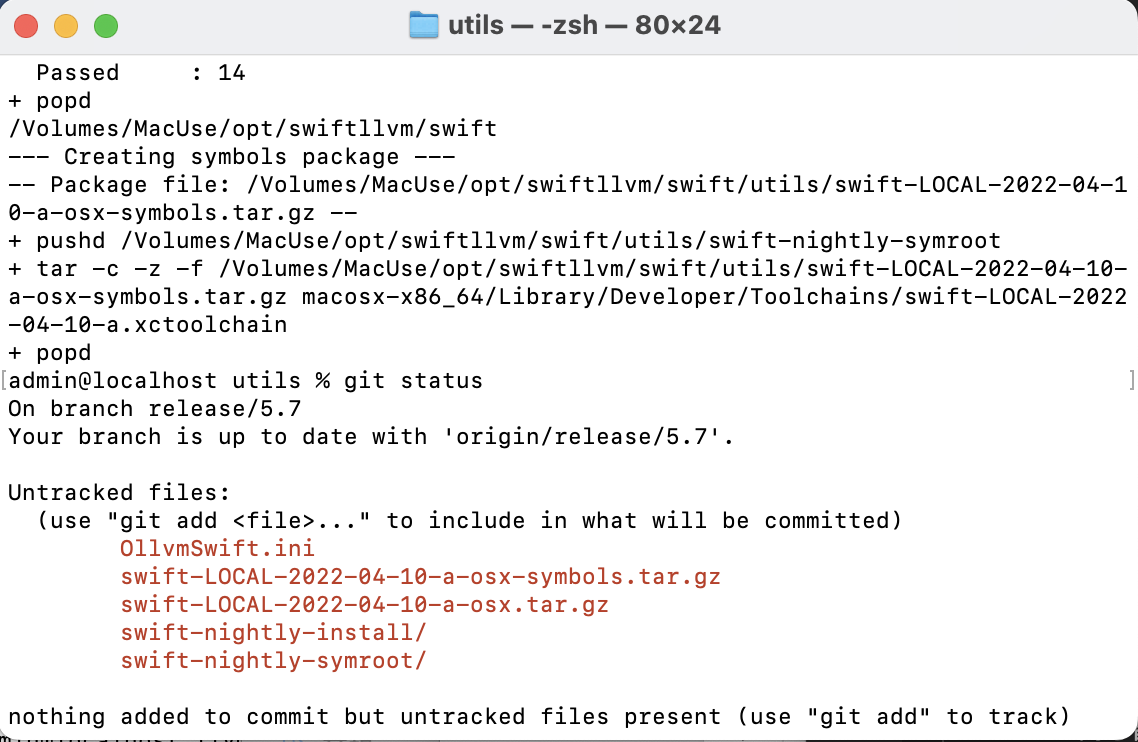 utils — -zsh — 80×24
  Passed     : 14
+ popd
/Volumes/MacUse/opt/swiftllvm/swift
--- Creating symbols package ---
-- Package file: /Volumes/MacUse/opt/swiftllvm/swift/utils/swift-LOCAL-2022-04-1
0-a-osx-symbols.tar.gz --
+ pushd /Volumes/MacUse/opt/swiftllvm/swift/utils/swift-nightly-symroot
+ tar -c -z -f /Volumes/MacUse/opt/swiftllvm/swift/utils/swift-LOCAL-2022-04-10-
a-osx-symbols.tar.gz macosx-x86_64/Library/Developer/Toolchains/swift-LOCAL-2022
-04-10-a.xctoolchain
+ popd
[admin@localhost utils % git status ]
On branch release/5.7
Your branch is up to date with 'origin/release/5.7'.

Untracked files:
  (use "git add <file>..." to include in what will be committed)
        OllvmSwift.ini
        swift-LOCAL-2022-04-10-a-osx-symbols.tar.gz
        swift-LOCAL-2022-04-10-a-osx.tar.gz
        swift-nightly-install/
        swift-nightly-symroot/

nothing added to commit but untracked files present (use "git add" to track)